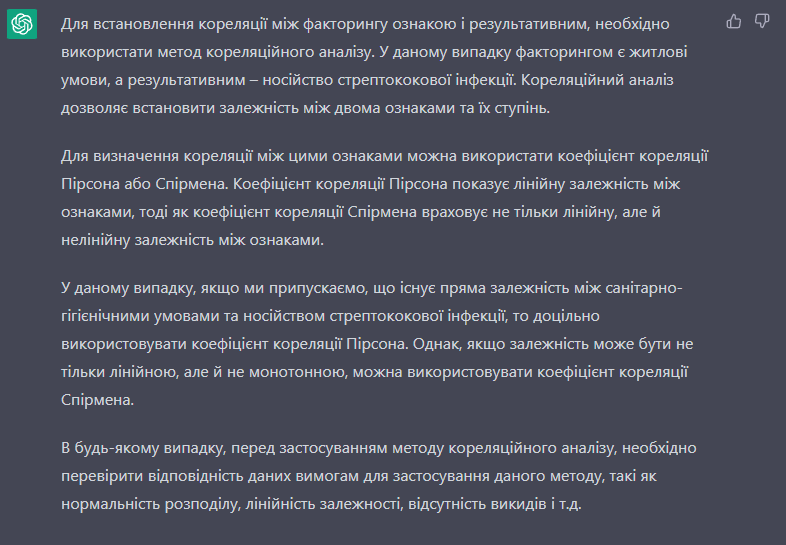 Для встановлення кореляції між факторингу ознакою і результативним, необхідно
використати метод кореляційного аналізу. У даному випадку факторингом є житлові
умови, а результативним – носійство стрептококової інфекції. Кореляційний аналіз
дозволяє встановити залежність між двома ознаками та їх ступінь.
Для визначення кореляції між цими ознаками можна використати коефіцієнт кореляції
Пірсона або Спірмена. Коефіцієнт кореляції Пірсона показує лінійну залежність між
ознаками, тоді як коефіцієнт кореляції Спірмена враховує не тільки лінійну, але й
нелінійну залежність між ознаками.
У даному випадку, якщо ми припускаємо, що існує пряма залежність між санітарно-
гігієнічними умовами та носійством стрептококової інфекції, то доцільно
використовувати коефіцієнт кореляції Пірсона. Однак, якщо залежність може бути не
тільки лінійною, але й не монотонною, можна використовувати коефіцієнт кореляції
Спірмена.
В будь-якому випадку, перед застосуванням методу кореляційного аналізу, необхідно
перевірити відповідність даних вимогам для застосування даного методу, такі як
нормальність розподілу, лінійність залежності, відсутність викидів і т.д.